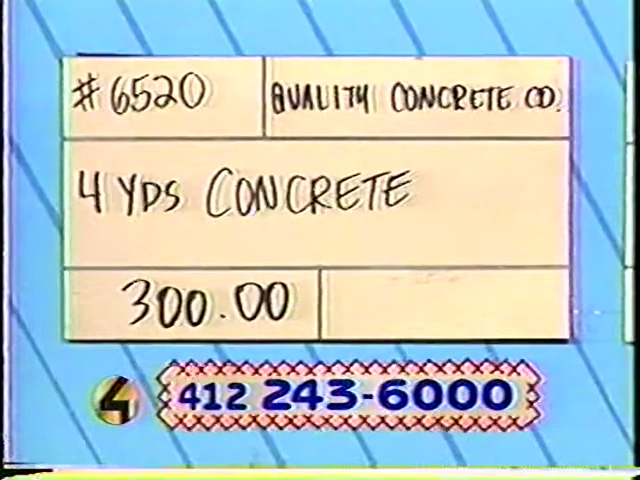 #6520
QUALITY CONCRETE CO.
4 YDS CONCRETE
300.00
4 412 243-6000